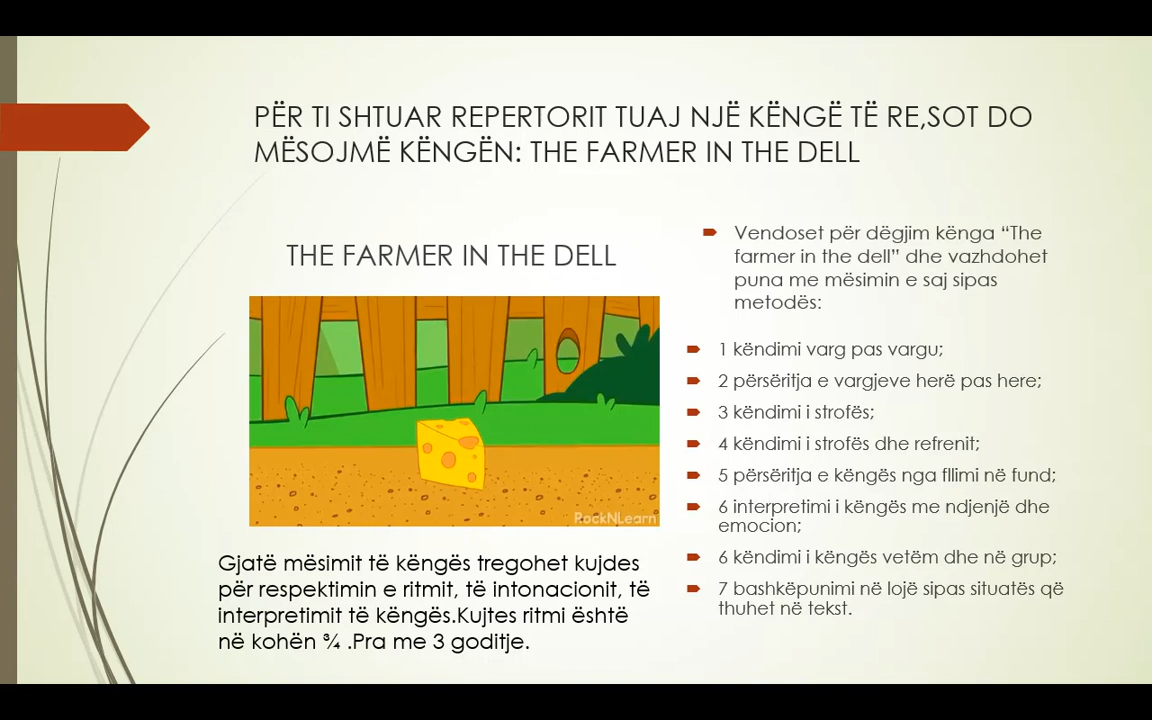 PËR TI SHTUAR REPERTORIT TUAJ NJË KËNGË TË RE,SOT DO
MËSOJMË KËNGËN: THE FARMER IN THE DELL
THE FARMER IN THE DELL
RockNLearn
Gjatë mësimit të këngës tregohet kujdes
për respektimin e ritmit, të intonacionit, të
interpretimit të këngës.Kujtes ritmi është
në kohën ¾ .Pra me 3 goditje.
Vendoset për dëgjim kënga “The
farmer in the dell” dhe vazhdohet
puna me mësimin e saj sipas
metodës:
1 këndimi varg pas vargu;
2 përsëritja e vargjeve herë pas here;
3 këndimi i strofës;
4 këndimi i strofës dhe refrenit;
5 përsëritja e këngës nga fillimi në fund;
6 interpretimi i këngës me ndjenjë dhe
emocion;
6 këndimi i këngës vetëm dhe në grup;
7 bashkëpunimi në lojë sipas situatës që
thuhet në tekst.